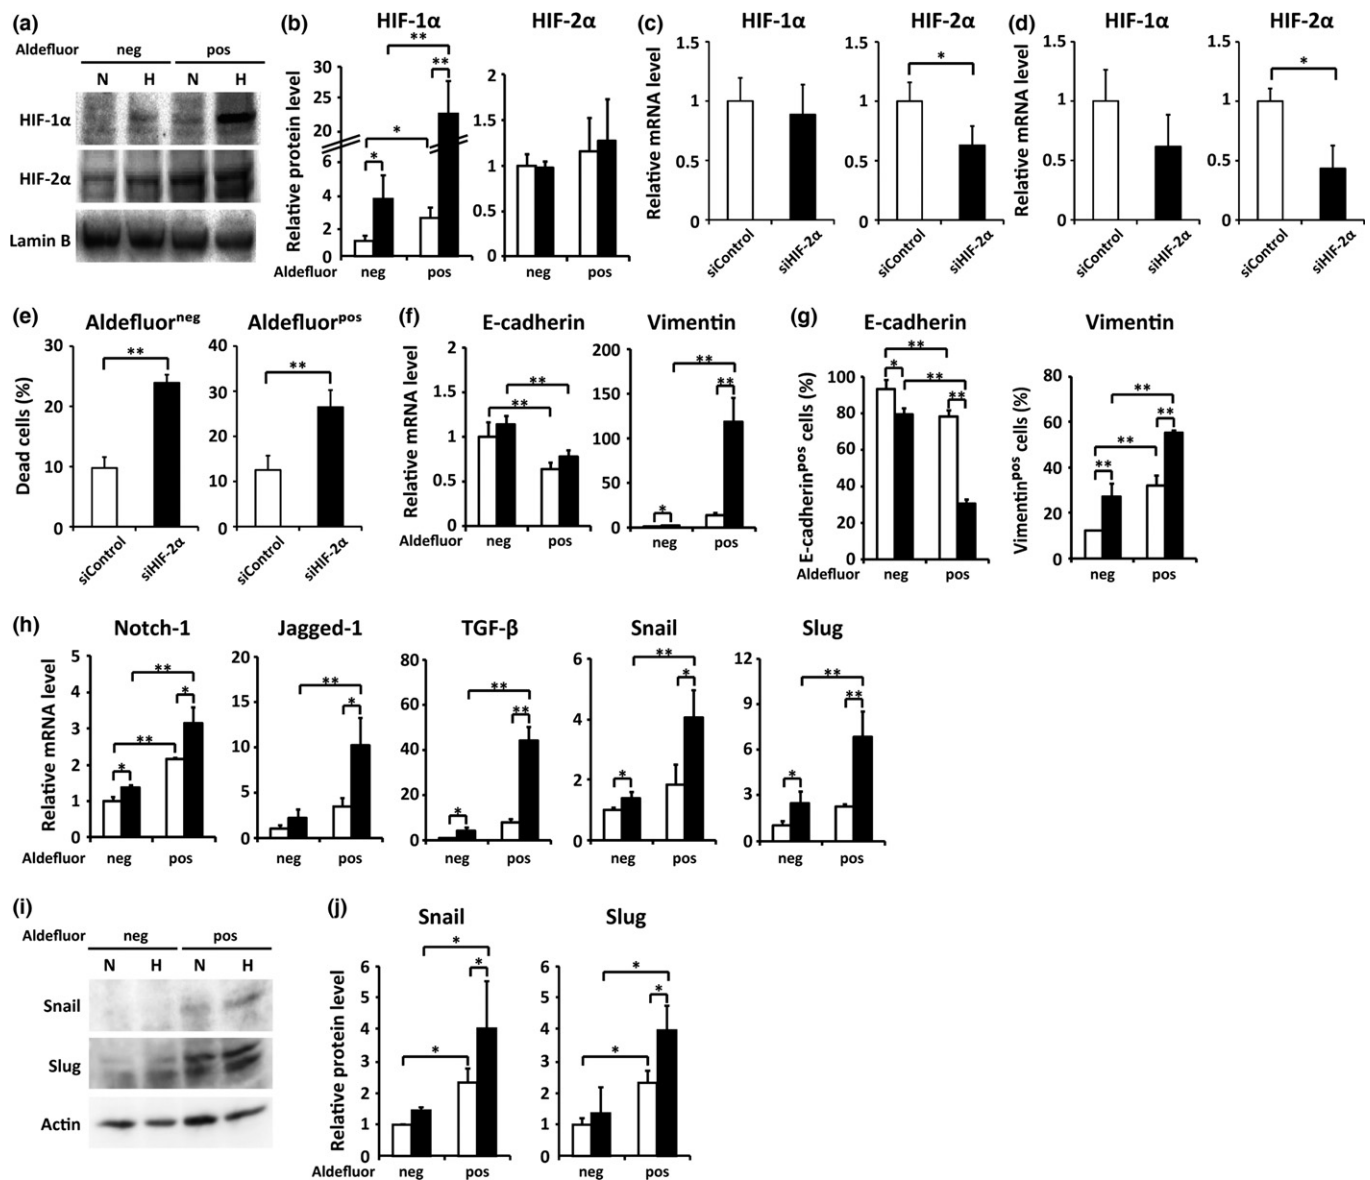 (a)
Aldefluor neg pos
N H N H
HIF-1α
HIF-2α
Lamin B
(b)
HIF-1α HIF-2α
Relative protein level
30
25
20
6
4
2
0
** ** * *
2
1.5
1
0.5
0
Aldefluor neg pos neg pos
(c)
HIF-1α HIF-2α
Relative mRNA level
1.5
1
0.5
0
1.5
1
0.5
0
*
siControl siHIF-2α siControl siHIF-2α
(d)
HIF-1α HIF-2α
Relative mRNA level
1.5
1
0.5
0
1.5
1
0.5
0
*
siControl siHIF-2α siControl siHIF-2α
(e)
Aldefluorneg Aldefluorpos
Dead cells (%)
30
20
10
0
**
40
30
20
10
0
**
siControl siHIF-2α siControl siHIF-2α
(f)
E-cadherin Vimentin
Relative mRNA level
2
1.5
1
0.5
0
** **
200
150
100
50
0
** ** *
Aldefluor neg pos neg pos
(g)
E-cadherin Vimentin
E-cadherinpos cells (%)
100
80
60
40
20
0
** * ** **
Vimentinpos cells (%)
80
60
40
20
0
** ** ** **
Aldefluor neg pos neg pos
(h)
Notch-1 Jagged-1 TGF-β Snail Slug
Relative mRNA level
5
4
3
2
1
0
** * ** *
20
15
10
5
0
** *
80
60
40
20
0
** ** *
6
4
2
0
** * *
12
9
6
3
0
** ** *
Aldefluor neg pos neg pos neg pos neg pos neg pos
(i)
Aldefluor neg pos
N H N H
Snail
Slug
Actin
(j)
Snail Slug
Relative protein level
6
5
4
3
2
1
0
* * *
6
5
4
3
2
1
0
* * *
Aldefluor neg pos neg pos